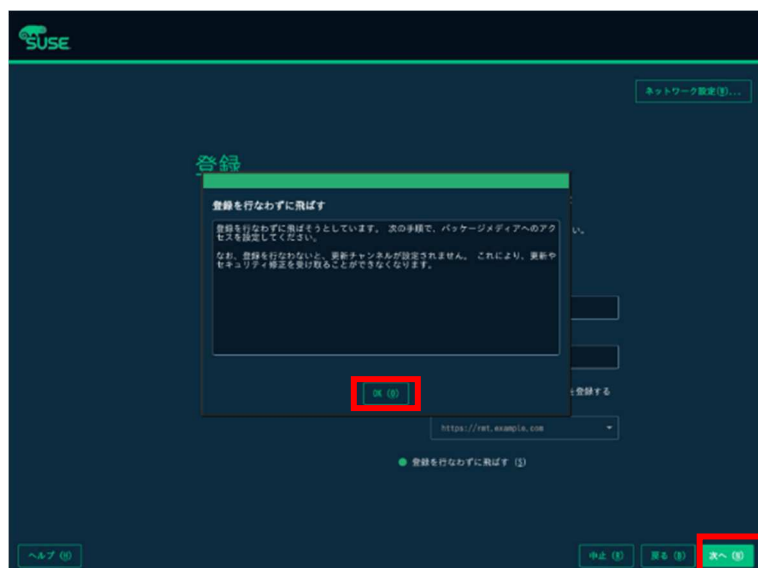 SUSE
ネットワーク設定(W)...
登録
登録を行なわずに飛ばす
登録を行なわずに飛ばそうとしています。 次の手順で、パッケージメディアへのアク
セスを設定してください。
い。
なお、登録を行なわないと、更新チャンネルが設定されません。 これにより、更新や
セキュリティ修正を受け取ることができなくなります。
OK (O)
を登録する
https://rmt.example.com
登録を行なわずに飛ばす (S)
ヘルプ (H)
中止 (R)
戻る (B)
次へ (N)